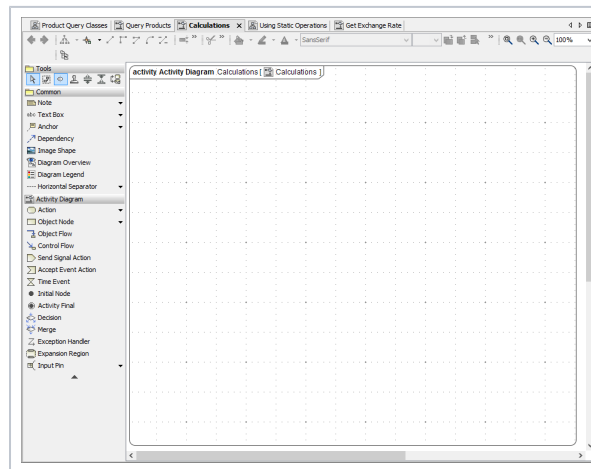 Product Query Classes Query Products Calculations X Using Static Operations Get Exchange Rate
SansSerif 100%
Tools
Common
Note
Text Box
Anchor
Dependency
Image Shape
Diagram Overview
Diagram Legend
Horizontal Separator
Activity Diagram
Action
Object Node
Object Flow
Control Flow
Send Signal Action
Accept Event Action
Time Event
Initial Node
Activity Final
Decision
Merge
Exception Handler
Expansion Region
Input Pin
activity Activity Diagram Calculations [ Calculations ]